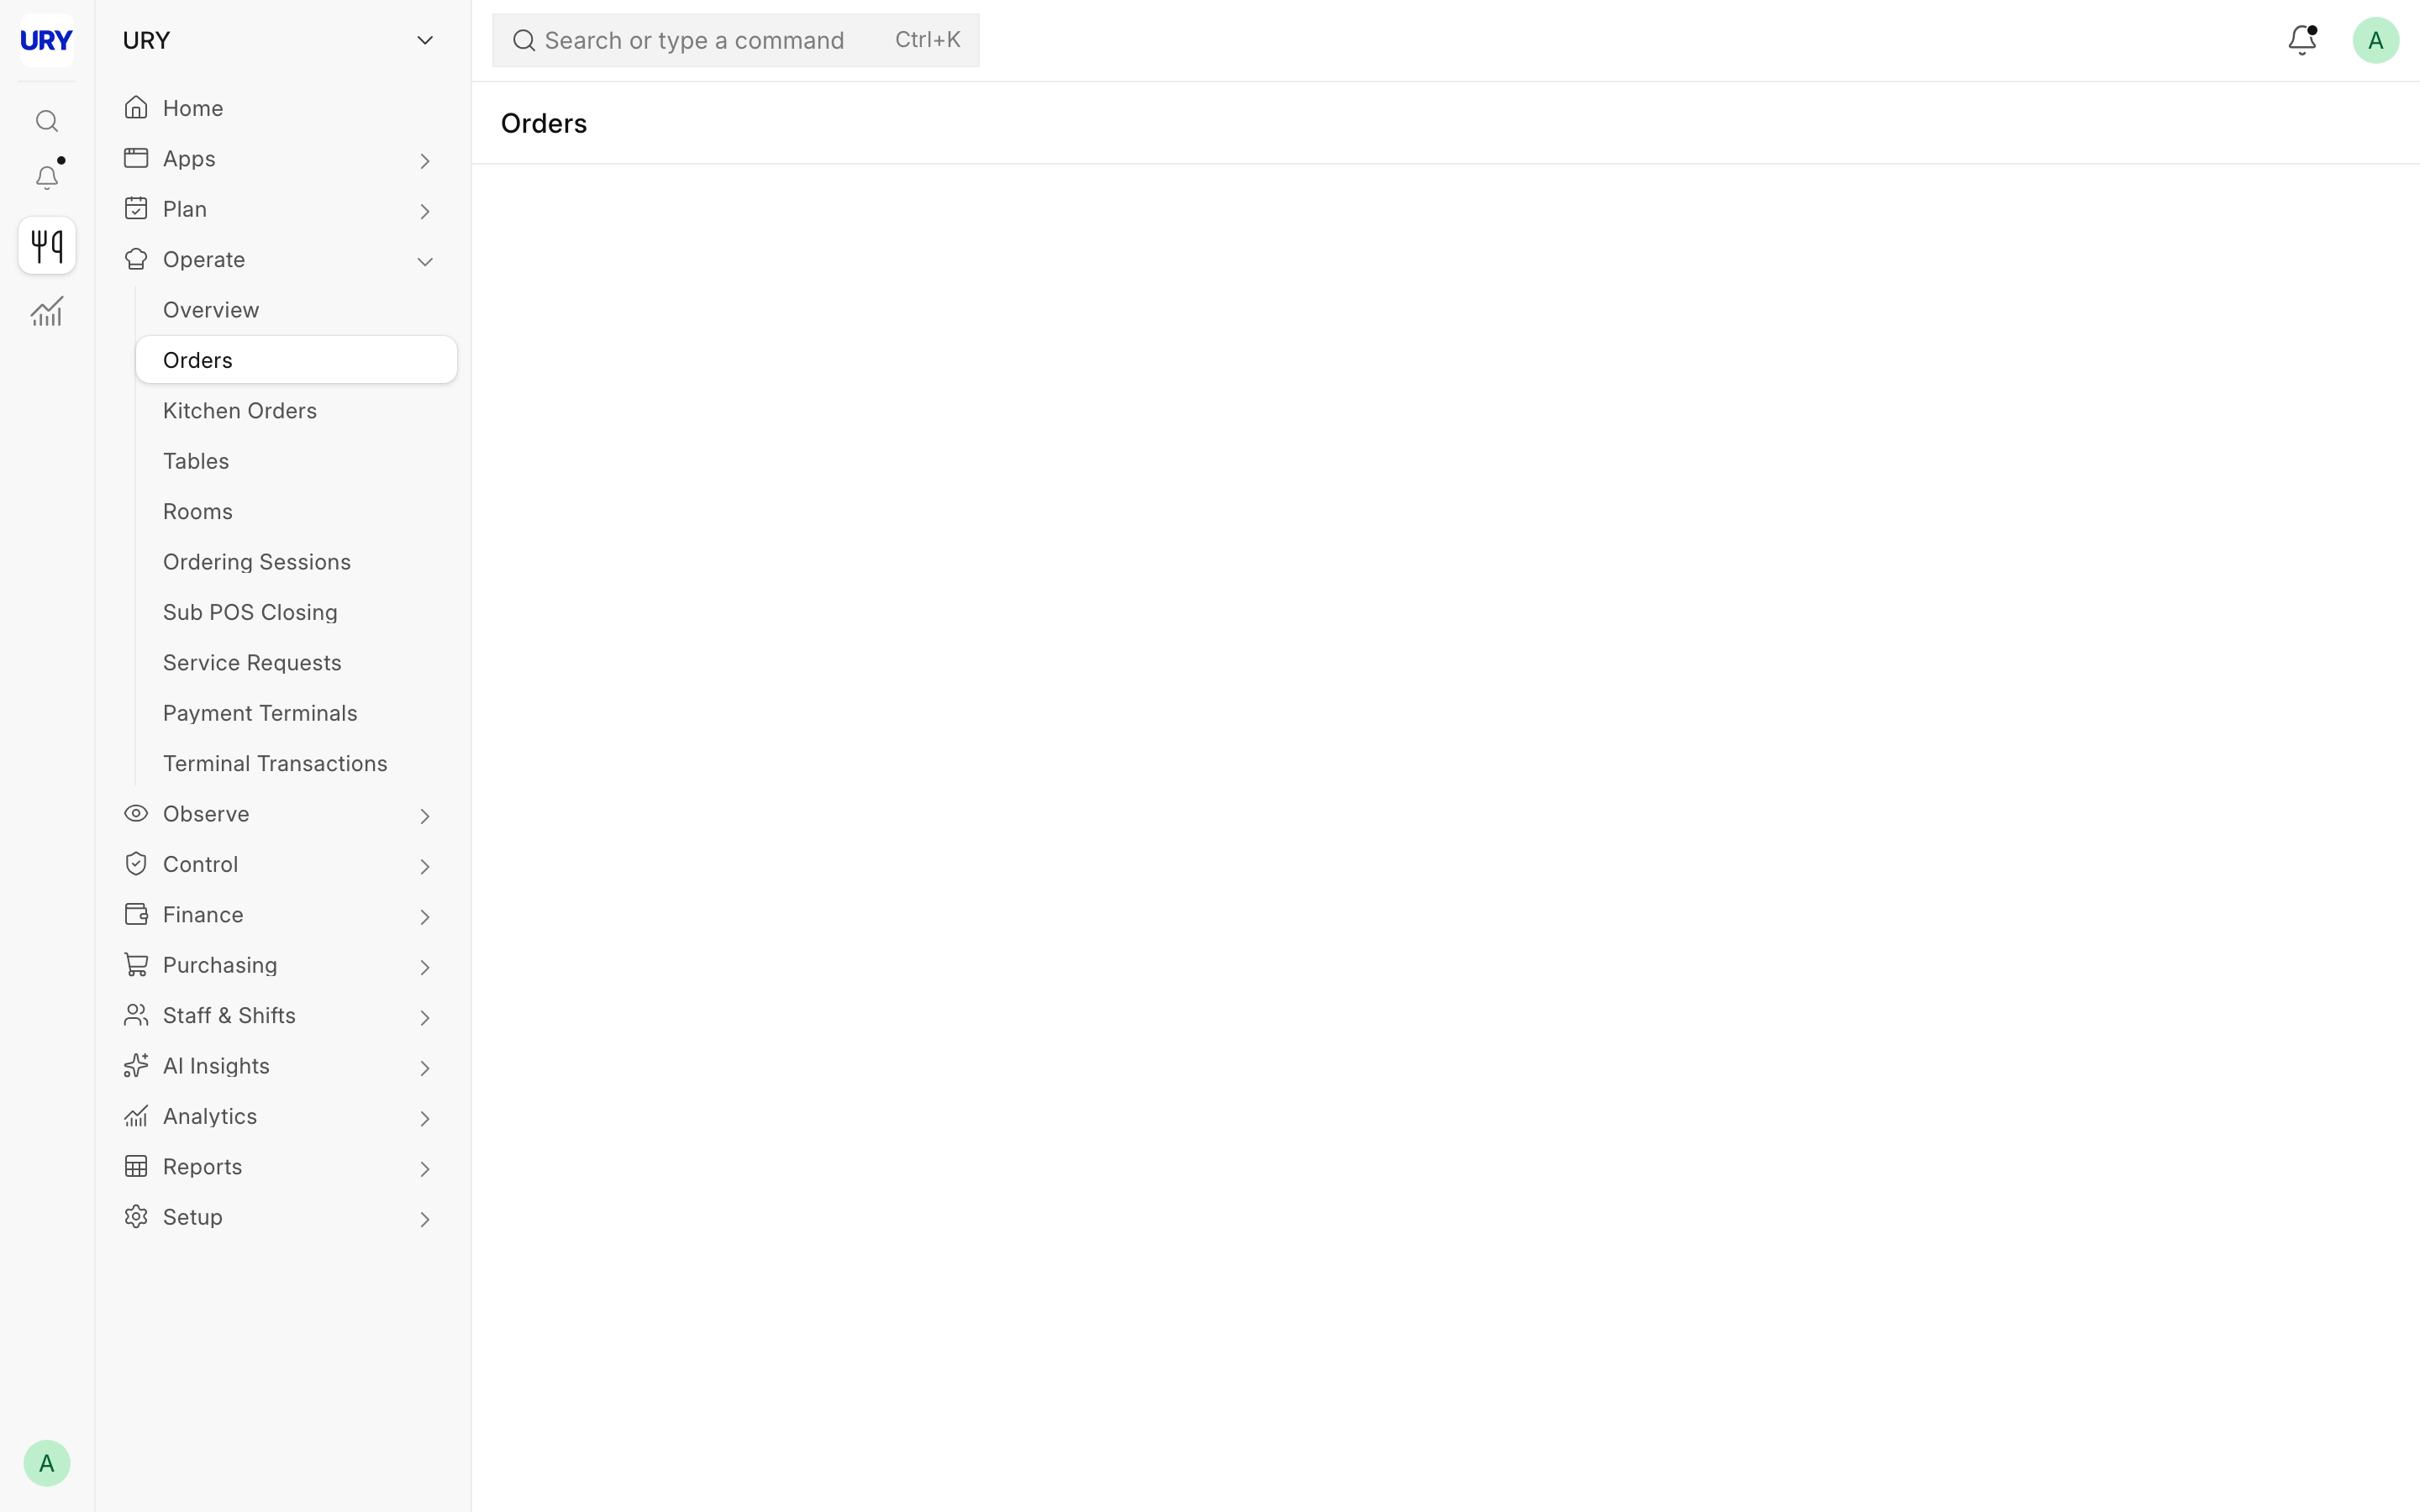 URY
URY
Search or type a command Ctrl+K
A
Orders
Home
Apps
Plan
Operate
Overview
Orders
Kitchen Orders
Tables
Rooms
Ordering Sessions
Sub POS Closing
Service Requests
Payment Terminals
Terminal Transactions
Observe
Control
Finance
Purchasing
Staff & Shifts
AI Insights
Analytics
Reports
Setup
A